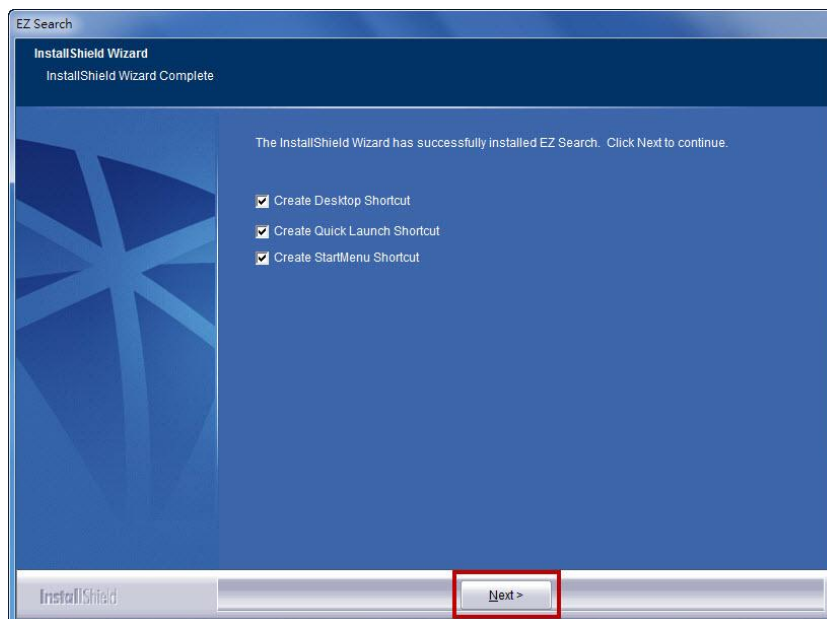 EZ Search
InstallShield Wizard
InstallShield Wizard Complete
The InstallShield Wizard has successfully installed EZ Search. Click Next to continue.
Create Desktop Shortcut
Create Quick Launch Shortcut
Create StartMenu Shortcut
InstallShield
Next >